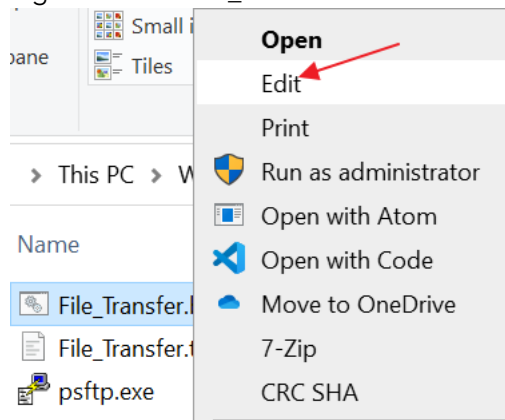 Small i
Tiles
Open
Edit
Print
This PC
Run as administrator
Open with Atom
Name
Open with Code
File_Transfer.
Move to OneDrive
File_Transfer.t
7-Zip
psftp.exe
CRC SHA